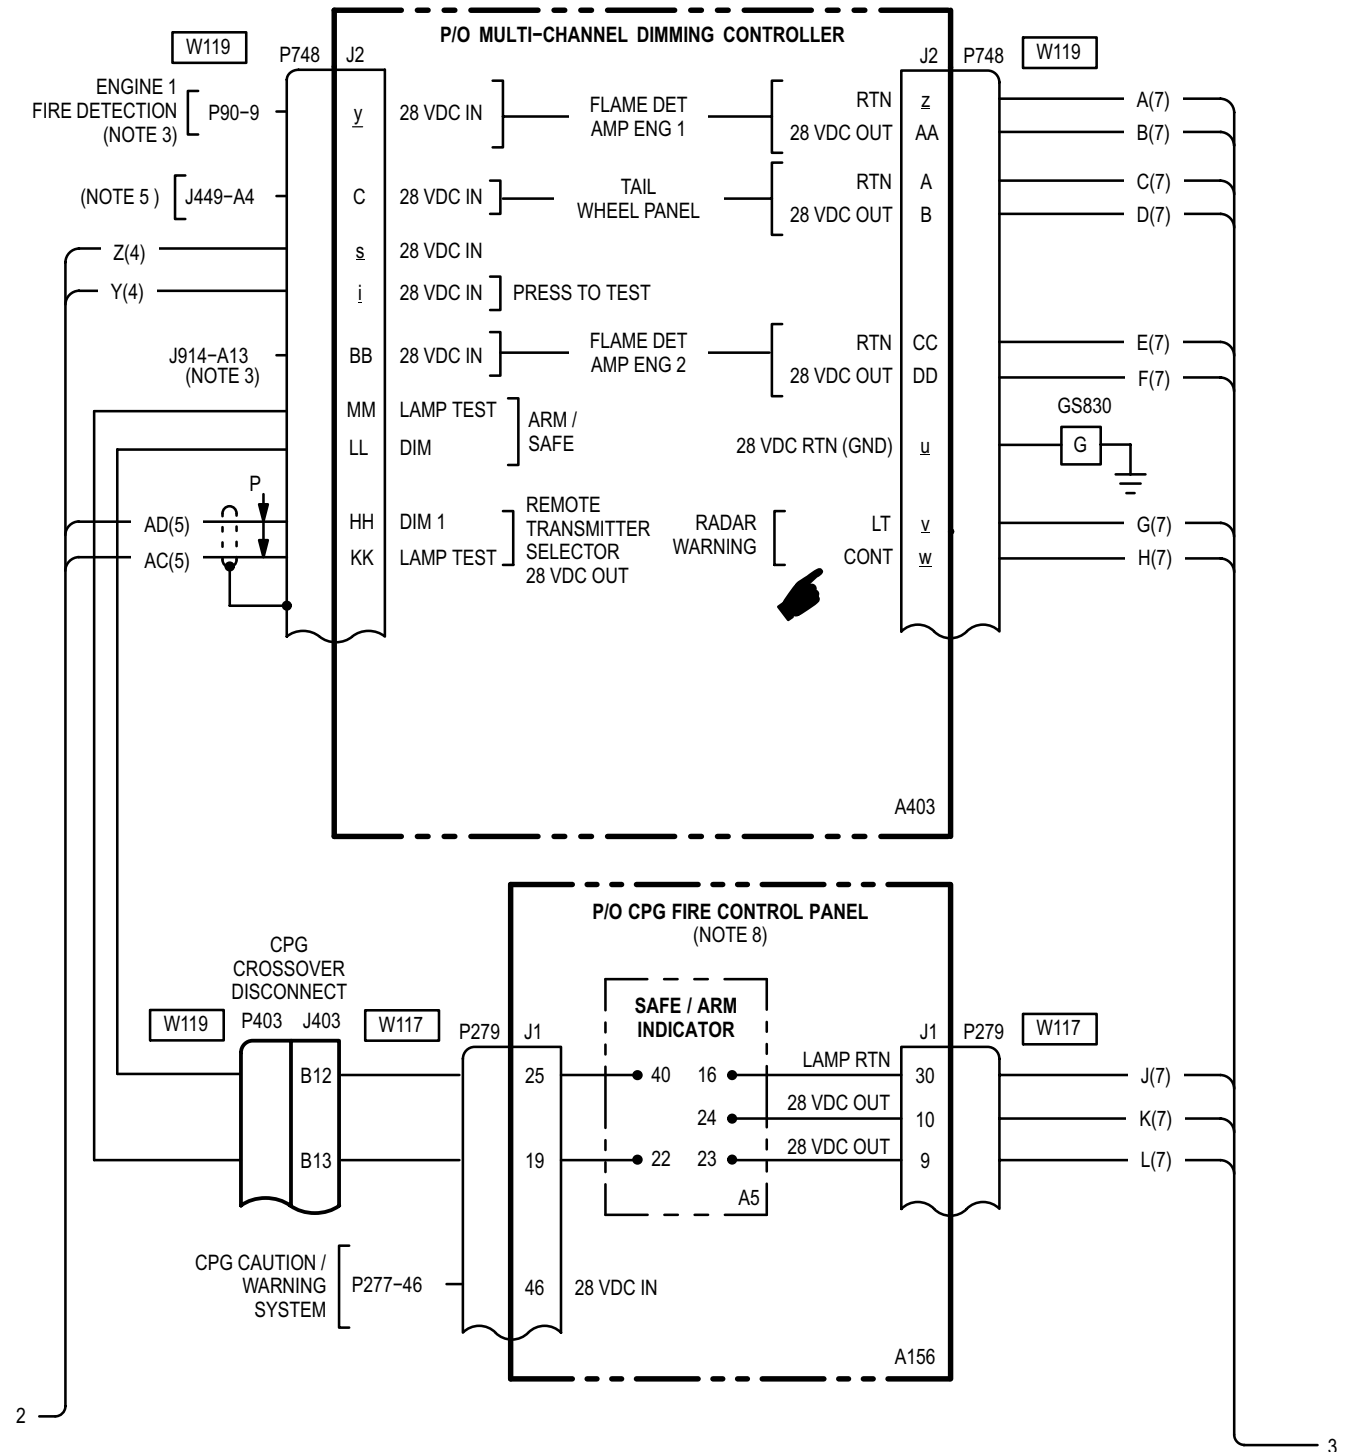 P/O MULTI-CHANNEL DIMMING CONTROLLER
W119
P748
J2
J2
P748
W119
ENGINE 1
FIRE DETECTION
(NOTE 3)
P90-9
y
28 VDC IN
FLAME DET
AMP ENG 1
RTN
z
A(7)
28 VDC OUT
AA
B(7)
(NOTE 5 )
J449-A4
C
28 VDC IN
TAIL
WHEEL PANEL
RTN
A
C(7)
28 VDC OUT
B
D(7)
Z(4)
s
28 VDC IN
Y(4)
i
28 VDC IN
PRESS TO TEST
J914-A13
(NOTE 3)
BB
28 VDC IN
FLAME DET
AMP ENG 2
RTN
CC
E(7)
28 VDC OUT
DD
F(7)
MM
LAMP TEST
LL
DIM
ARM /
SAFE
28 VDC RTN (GND)
u
GS830
G
P
AD(5)
HH
DIM 1
AC(5)
KK
LAMP TEST
REMOTE
TRANSMITTER
SELECTOR
28 VDC OUT
RADAR
WARNING
LT
v
G(7)
CONT
w
H(7)
A403
P/O CPG FIRE CONTROL PANEL
(NOTE 8)
CPG
CROSSOVER
DISCONNECT
W119
P403
J403
W117
P279
J1
SAFE / ARM
INDICATOR
J1
P279
W117
B12
25
40
16
LAMP RTN
30
J(7)
24
28 VDC OUT
10
K(7)
B13
19
22
23
28 VDC OUT
9
L(7)
A5
CPG CAUTION /
WARNING
SYSTEM
P277-46
46
28 VDC IN
A156
2
3